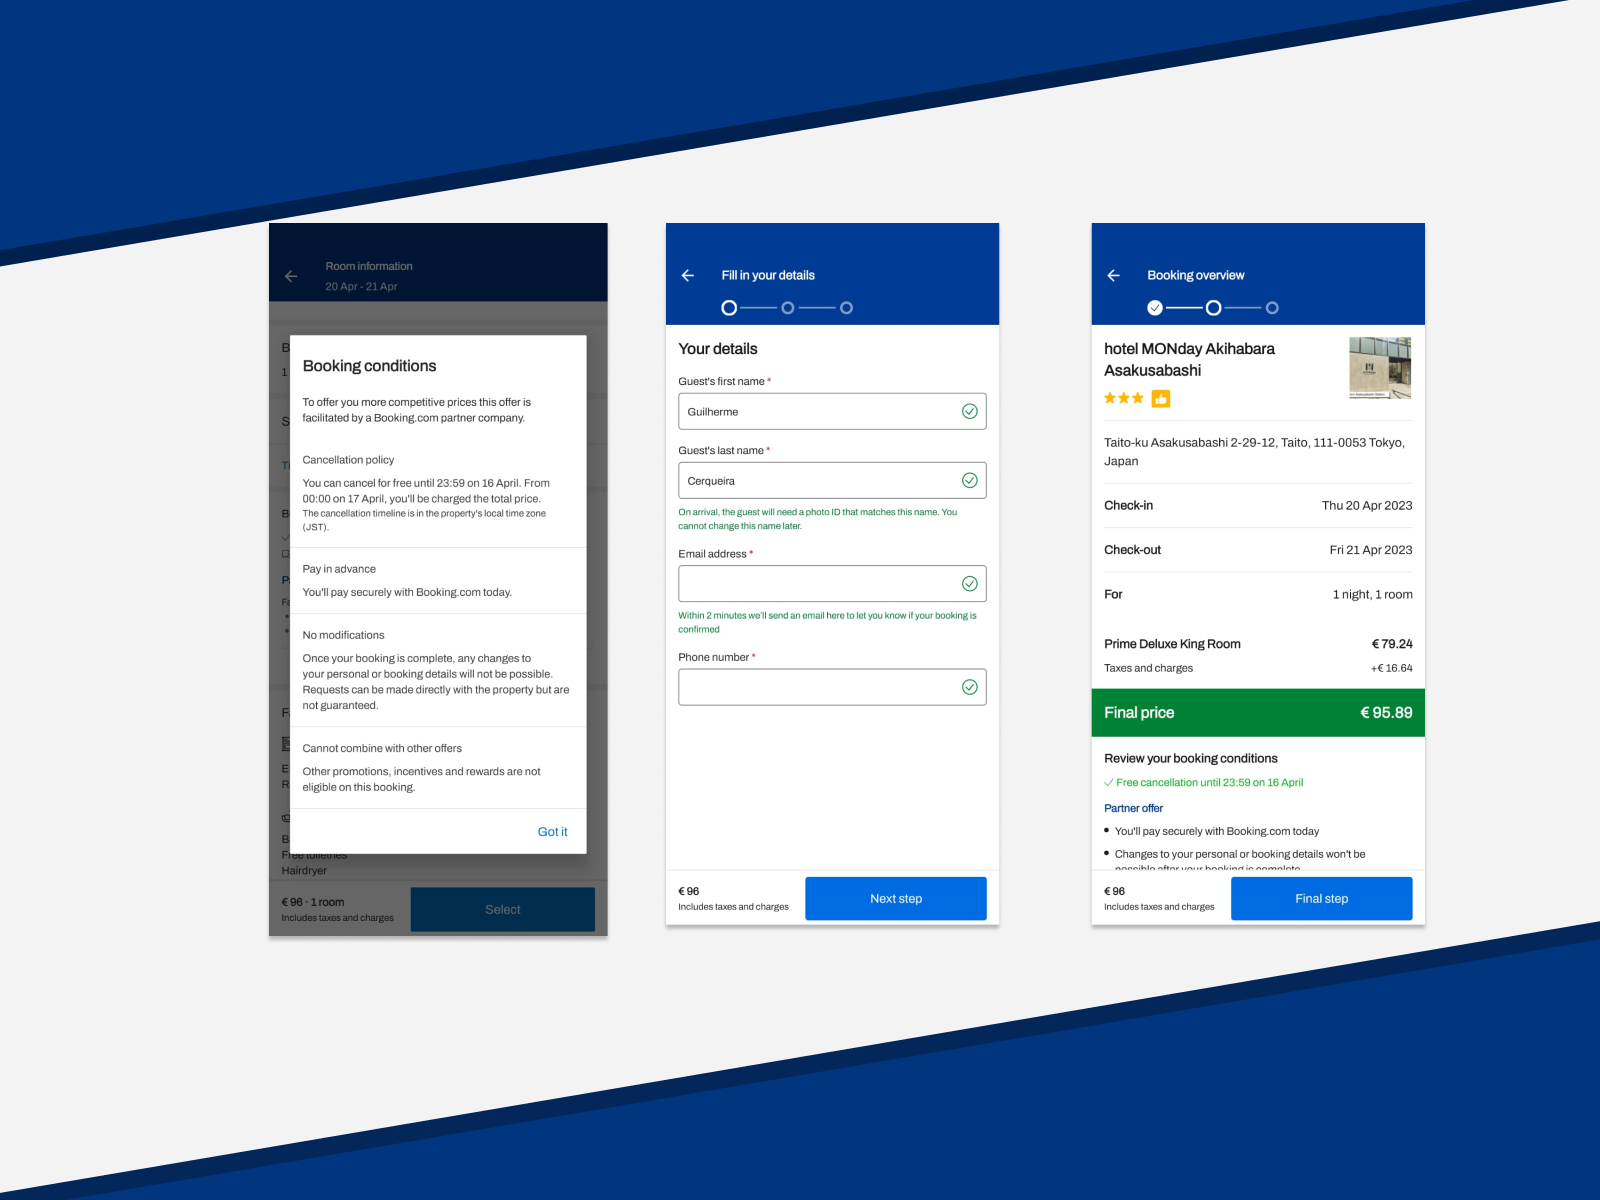 Room information
20 Apr - 21 Apr
B
1
S
B
P
Fa
F
E
R
B
Booking conditions
To offer you more competitive prices this offer is
facilitated by a Booking.com partner company.
Cancellation policy
You can cancel for free until 23:59 on 16 April. From
00:00 on 17 April, you'll be charged the total price.
The cancellation timeline is in the property's local time zone
(JST).
Pay in advance
You'll pay securely with Booking.com today.
No modifications
Once your booking is complete, any changes to
your personal or booking details will not be possible.
Requests can be made directly with the property but are
not guaranteed.
Cannot combine with other offers
Other promotions, incentives and rewards are not
eligible on this booking.
Got it
Free toiletries
Hairdryer
€ 96 · 1 room
Includes taxes and charges
Select
Fill in your details
Your details
Guest's first name *
Guilherme
Guest's last name *
Cerqueira
On arrival, the guest will need a photo ID that matches this name. You
cannot change this name later.
Email address *
Within 2 minutes we'll send an email here to let you know if your booking is
confirmed
Phone number *
€ 96
Includes taxes and charges
Next step
Booking overview
hotel MONday Akihabara
Asakusabashi
Taito-ku Asakusabashi 2-29-12, Taito, 111-0053 Tokyo,
Japan
Check-in
Thu 20 Apr 2023
Check-out
Fri 21 Apr 2023
For
1 night, 1 room
Prime Deluxe King Room
€ 79.24
Taxes and charges
+€ 16.64
Final price
€ 95.89
Review your booking conditions
Free cancellation until 23:59 on 16 April
Partner offer
• You'll pay securely with Booking.com today
• Changes to your personal or booking details won't be
possible after your booking is complete
€ 96
Includes taxes and charges
Final step